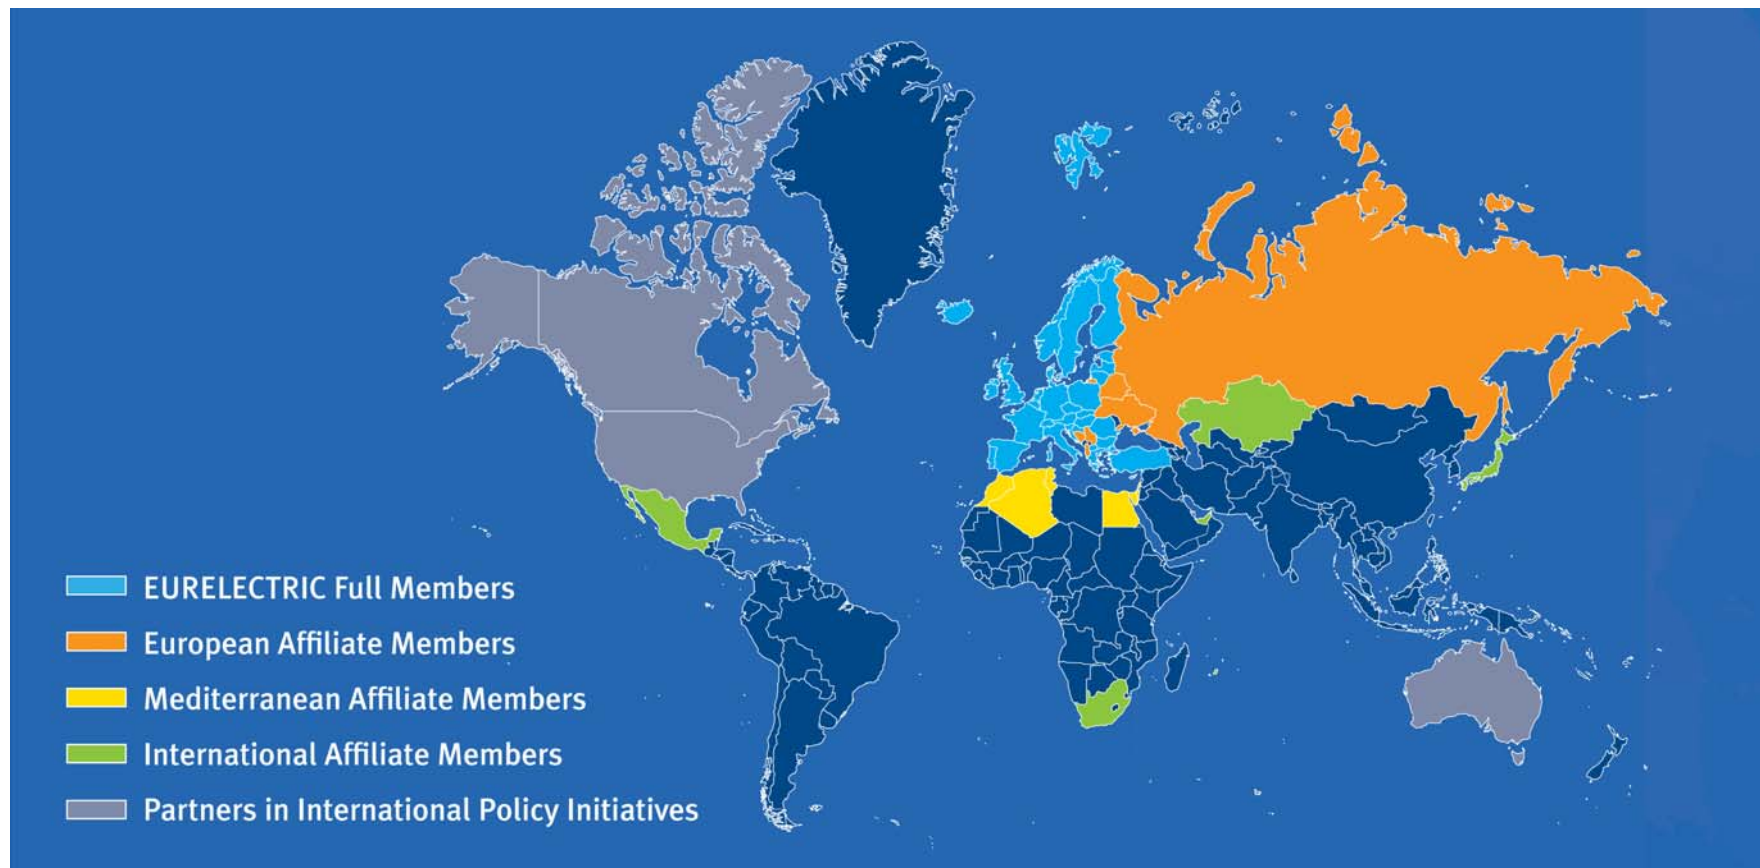 EURELECTRIC Full Members
European Affiliate Members
Mediterranean Affiliate Members
International Affiliate Members
Partners in International Policy Initiatives